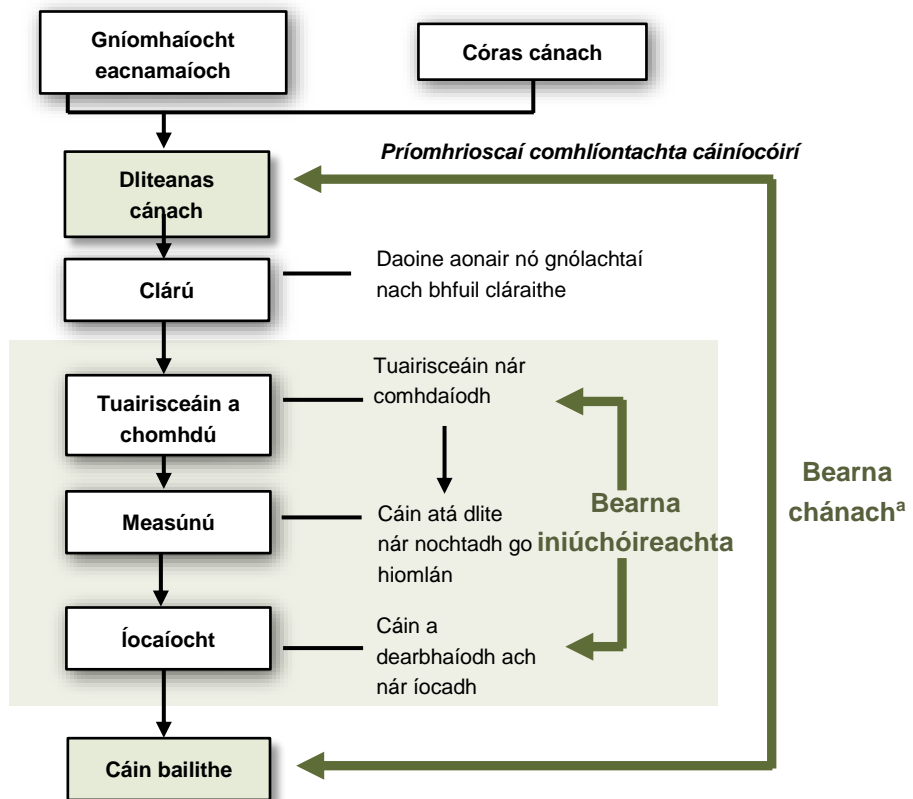 Gníomhaíocht
eacnamaíoch
Córas cánach
Príomhrioscaí comhlíontachta cáiníocóirí
Dliteanas
cánach
Clárú
Daoine aonair nó gnólachtaí
nach bhfuil cláraithe
Tuairisceáin a
chomhdú
Tuairisceáin nár
comhdaíodh
Measúnú
Cáin atá dlite
nár nochtadh go
hiomlán
Bearna
iniúchóireachta
Bearna
chánachª
Íocaíocht
Cáin a
dearbhaíodh ach
nár íocadh
Cáin bailithe